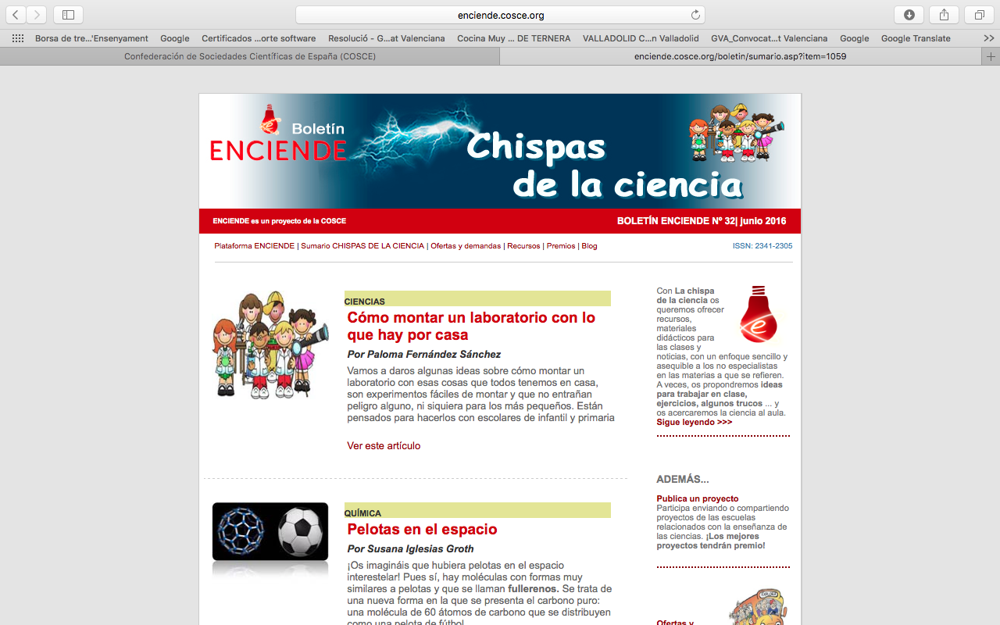 enciende.cosce.org
Borsa de tre...'Ensenyament Google Certificados ...orte software Resolució - G...at Valenciana Cocina Muy ... DE TERNERA VALLADOLID C...n Valladolid GVA_Convocat...t Valenciana Google Google Translate >>
Confederación de Sociedades Científicas de España (COSCE) enciende.cosce.org/boletin/sumario.asp?item=1059
Boletín
ENCIENDE
Chispas
de la ciencia
ENCIENDE es un proyecto de la COSCE BOLETÍN ENCIENDE Nº 32| junio 2016
Plataforma ENCIENDE | Sumario CHISPAS DE LA CIENCIA | Ofertas y demandas | Recursos | Premios | Blog ISSN: 2341-2305
CIENCIAS
Cómo montar un laboratorio con lo
que hay por casa
Por Paloma Fernández Sánchez
Vamos a daros algunas ideas sobre cómo montar un
laboratorio con esas cosas que todos tenemos en casa,
son experimentos fáciles de montar y que no entrañan
peligro alguno, ni siquiera para los más pequeños. Están
pensados para hacerlos con escolares de infantil y primaria
Ver este artículo
QUÍMICA
Pelotas en el espacio
Por Susana Iglesias Groth
¡Os imagináis que hubiera pelotas en el espacio
interestelar! Pues sí, hay moléculas con formas muy
similares a pelotas y que se llaman fullerenos. Se trata de
una nueva forma en la que se presenta el carbono puro:
una molécula de 60 átomos de carbono que se distribuyen
como una pelota de fútbol
Con La chispa
de la ciencia os
queremos ofrecer
recursos,
materiales
didácticos para
las clases y
noticias, con un enfoque sencillo y
asequible a los no especialistas
en las materias a que se refieren.
A veces, os propondremos ideas
para trabajar en clase,
ejercicios, algunos trucos ... y
os acercaremos la ciencia al aula.
Sigue leyendo >>>
ADEMÁS...
Publica un proyecto
Participa enviando o compartiendo
proyectos de las escuelas
relacionados con la enseñanza de
las ciencias. ¡Los mejores
proyectos tendrán premio!
Ofertas y